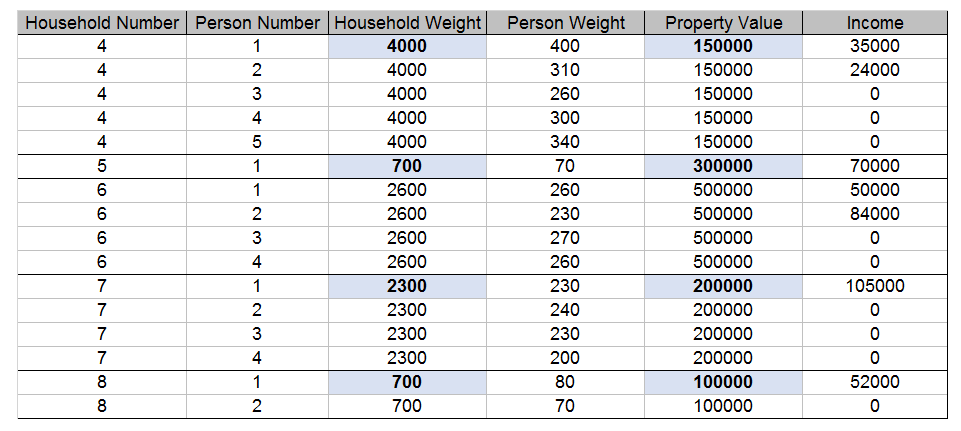 Household Number Person Number Household Weight Person Weight Property Value Income
4 1 4000 400 150000 35000
4 2 4000 310 150000 24000
4 3 4000 260 150000 0
4 4 4000 300 150000 0
4 5 4000 340 150000 0
5 1 700 70 300000 70000
6 1 2600 260 500000 50000
6 2 2600 230 500000 84000
6 3 2600 270 500000 0
6 4 2600 260 500000 0
7 1 2300 230 200000 105000
7 2 2300 240 200000 0
7 3 2300 230 200000 0
7 4 2300 200 200000 0
8 1 700 80 100000 52000
8 2 700 70 100000 0